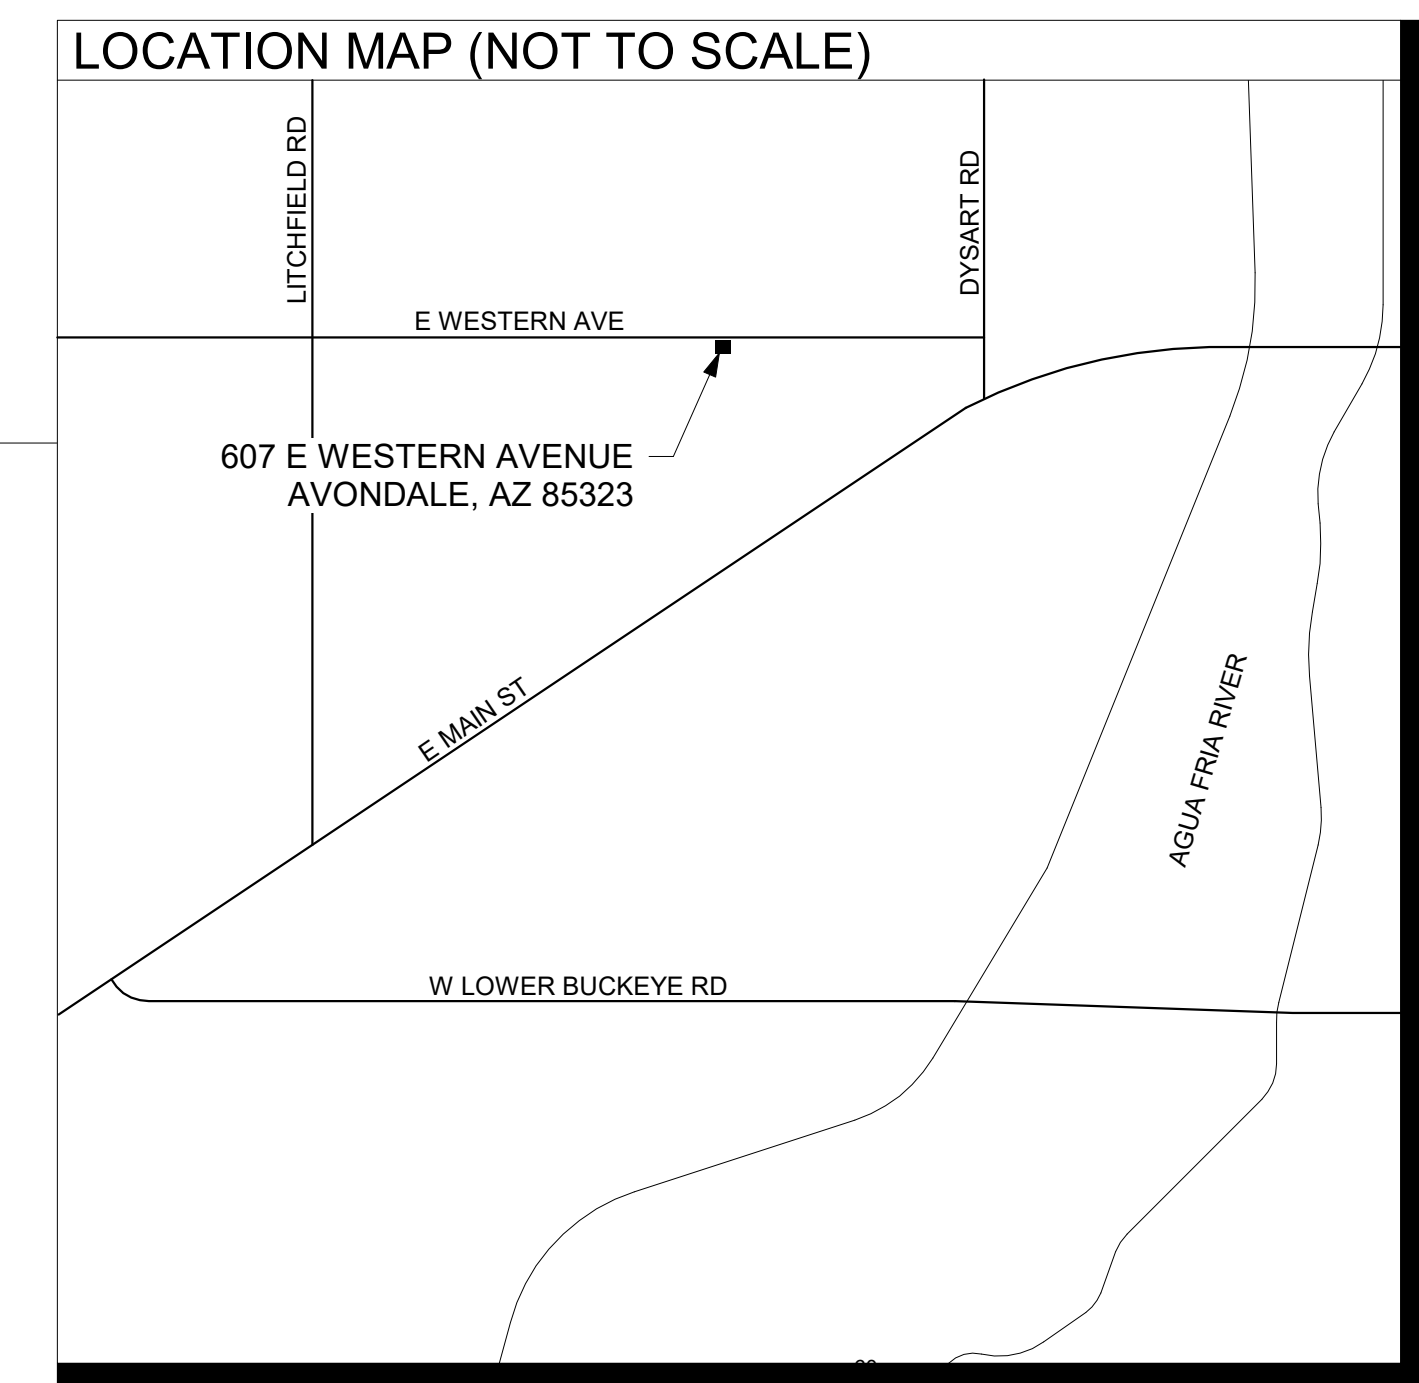 LOCATION MAP (NOT TO SCALE)
LITCHFIELD RD
DYSART RD
E WESTERN AVE
607 E WESTERN AVENUE
AVONDALE, AZ 85323
E MAIN ST
AGUA FRIA RIVER
W LOWER BUCKEYE RD